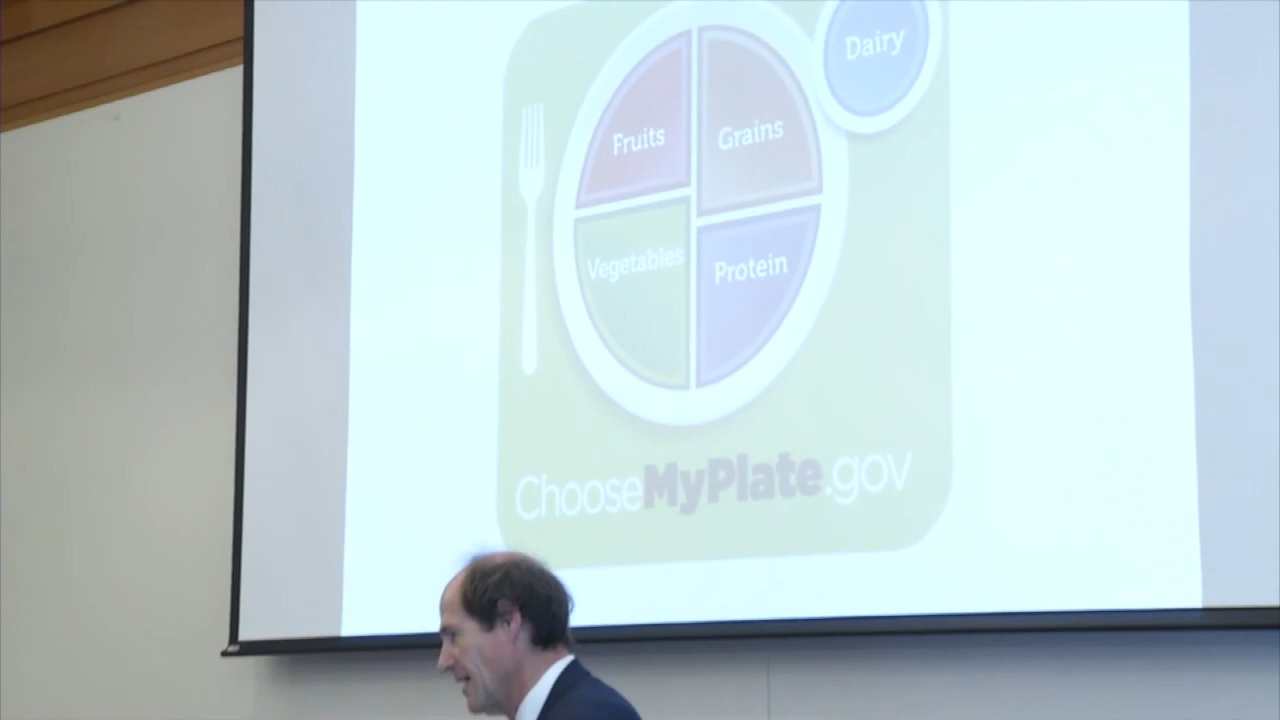 Dairy
Fruits
Grains
Vegetables
Protein
ChooseMyPlate.gov